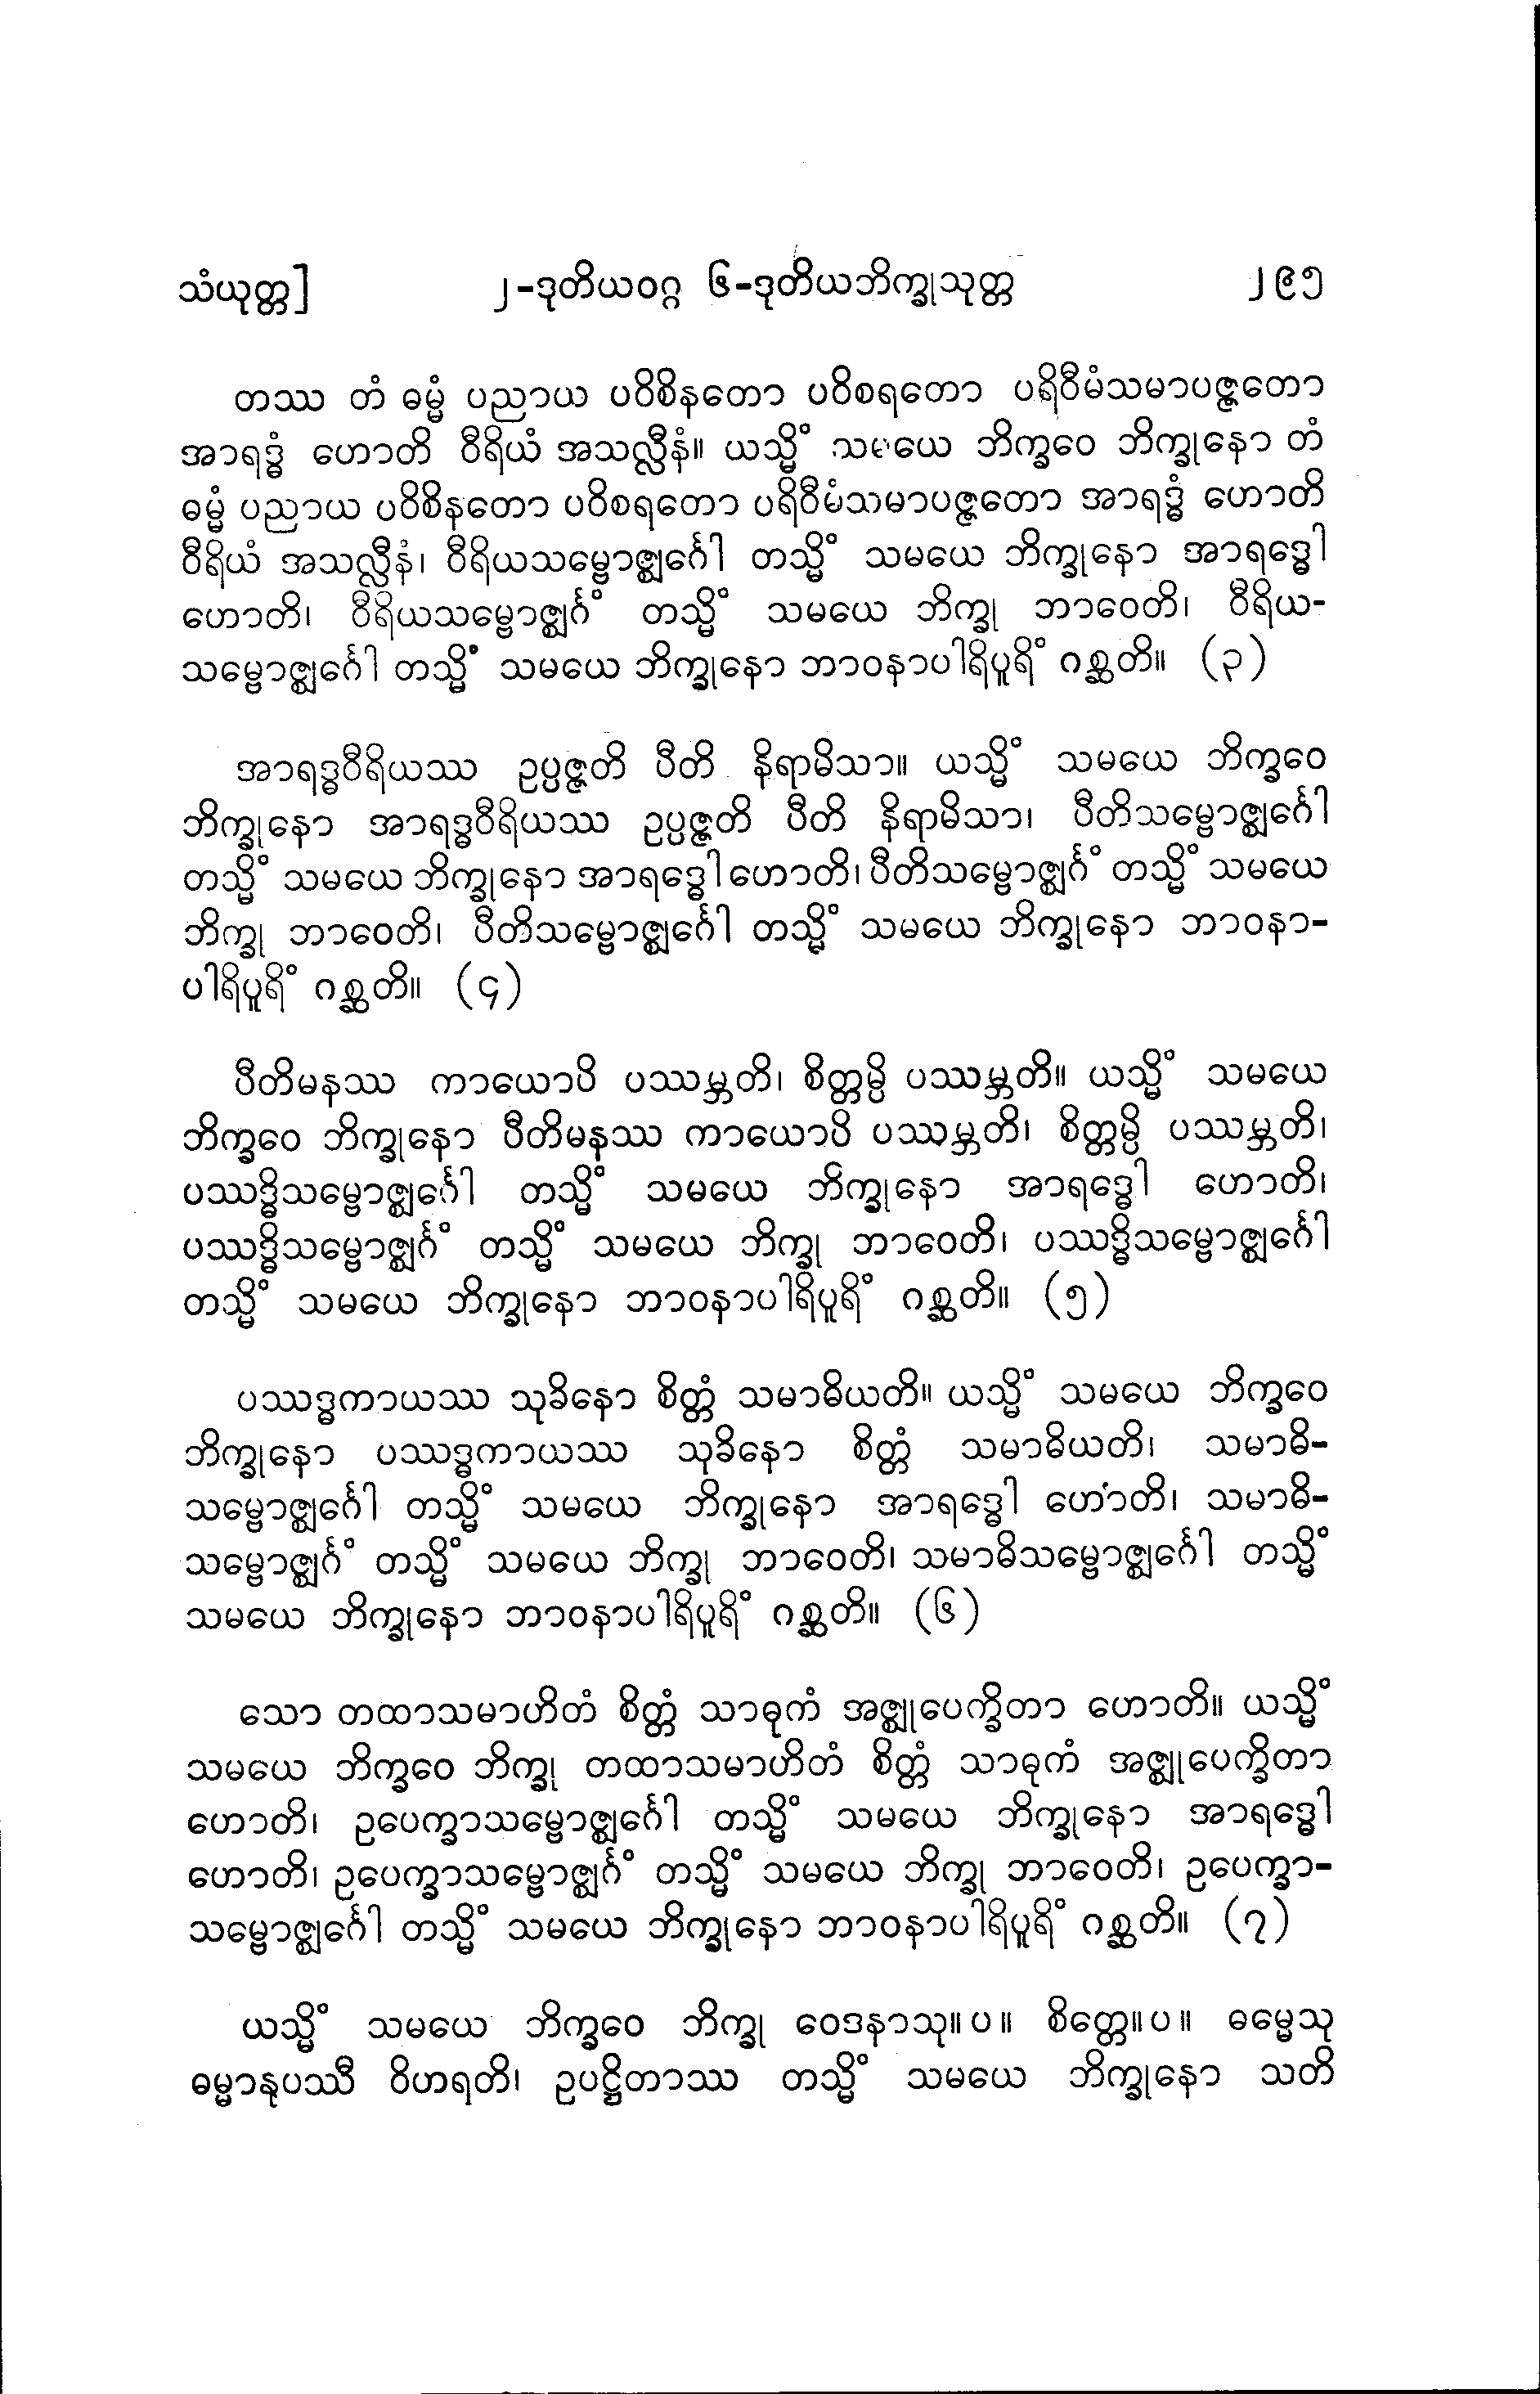 သံယုတ္တ] ၂-ဒုတိယဝဂ္ဂ ၆-ဒုတိယဘိက္ခုသုတ္တ ၂၉၅
တဿ တံ ဓမ္မံ ပညာယ ပဝိစိနတော ပဝိစရတော ပရိဝီမံသမာပဇ္ဇတော
အာရဒ္ဓံ ဟောတိ ဝီရိယံ အသလ္လီနံ။ ယသ္မိံ သမယေ ဘိက္ခဝေ ဘိက္ခုနော တံ
ဓမ္မံ ပညာယ ပဝိစိနတော ပဝိစရတော ပရိဝီမံသမာပဇ္ဇတော အာရဒ္ဓံ ဟောတိ
ဝီရိယံ အသလ္လီနံ၊ ဝီရိယသမ္ဗောဇ္ဈင်္ဂေါ တသ္မိံ သမယေ ဘိက္ခုနော အာရဒ္ဓေါ
ဟောတိ၊ ဝီရိယသမ္ဗောဇ္ဈင်္ဂံ တသ္မိံ သမယေ ဘိက္ခု ဘာဝေတိ၊ ဝီရိယ-
သမ္ဗောဇ္ဈင်္ဂေါ တသ္မိံ သမယေ ဘိက္ခုနော ဘာဝနာပါရိပူရိံ ဂစ္ဆတိ။ (၃)
အာရဒ္ဓဝီရိယဿ ဥပ္ပဇ္ဇတိ ပီတိ နိရာမိသာ။ ယသ္မိံ သမယေ ဘိက္ခဝေ
ဘိက္ခုနော အာရဒ္ဓဝီရိယဿ ဥပ္ပဇ္ဇတိ ပီတိ နိရာမိသာ၊ ပီတိသမ္ဗောဇ္ဈင်္ဂေါ
တသ္မိံ သမယေ ဘိက္ခုနော အာရဒ္ဓေါ ဟောတိ၊ ပီတိသမ္ဗောဇ္ဈင်္ဂံ တသ္မိံ သမယေ
ဘိက္ခု ဘာဝေတိ၊ ပီတိသမ္ဗောဇ္ဈင်္ဂေါ တသ္မိံ သမယေ ဘိက္ခုနော ဘာဝနာ-
ပါရိပူရိံ ဂစ္ဆတိ။ (၄)
ပီတိမနဿ ကာယောပိ ပဿမ္ဘတိ၊ စိတ္တမ္ပိ ပဿမ္ဘတိ။ ယသ္မိံ သမယေ
ဘိက္ခဝေ ဘိက္ခုနော ပီတိမနဿ ကာယောပိ ပဿမ္ဘတိ၊ စိတ္တမ္ပိ ပဿမ္ဘတိ၊
ပဿဒ္ဓိသမ္ဗောဇ္ဈင်္ဂေါ တသ္မိံ သမယေ ဘိက္ခုနော အာရဒ္ဓေါ ဟောတိ၊
ပဿဒ္ဓိသမ္ဗောဇ္ဈင်္ဂံ တသ္မိံ သမယေ ဘိက္ခု ဘာဝေတိ၊ ပဿဒ္ဓိသမ္ဗောဇ္ဈင်္ဂေါ
တသ္မိံ သမယေ ဘိက္ခုနော ဘာဝနာပါရိပူရိံ ဂစ္ဆတိ။ (၅)
ပဿဒ္ဓကာယဿ သုခိနော စိတ္တံ သမာဓိယတိ။ ယသ္မိံ သမယေ ဘိက္ခဝေ
ဘိက္ခုနော ပဿဒ္ဓကာယဿ သုခိနော စိတ္တံ သမာဓိယတိ၊ သမာဓိ-
သမ္ဗောဇ္ဈင်္ဂေါ တသ္မိံ သမယေ ဘိက္ခုနော အာရဒ္ဓေါ ဟောတိ၊ သမာဓိ-
သမ္ဗောဇ္ဈင်္ဂံ တသ္မိံ သမယေ ဘိက္ခု ဘာဝေတိ၊ သမာဓိသမ္ဗောဇ္ဈင်္ဂေါ တသ္မိံ
သမယေ ဘိက္ခုနော ဘာဝနာပါရိပူရိံ ဂစ္ဆတိ။ (၆)
သော တထာသမာဟိတံ စိတ္တံ သာဓုကံ အဇ္ဈုပေက္ခိတာ ဟောတိ။ ယသ္မိံ
သမယေ ဘိက္ခဝေ ဘိက္ခု တထာသမာဟိတံ စိတ္တံ သာဓုကံ အဇ္ဈုပေက္ခိတာ
ဟောတိ၊ ဥပေက္ခာသမ္ဗောဇ္ဈင်္ဂေါ တသ္မိံ သမယေ ဘိက္ခုနော အာရဒ္ဓေါ
ဟောတိ၊ ဥပေက္ခာသမ္ဗောဇ္ဈင်္ဂံ တသ္မိံ သမယေ ဘိက္ခု ဘာဝေတိ၊ ဥပေက္ခာ-
သမ္ဗောဇ္ဈင်္ဂေါ တသ္မိံ သမယေ ဘိက္ခုနော ဘာဝနာပါရိပူရိံ ဂစ္ဆတိ။ (၇)
ယသ္မိံ သမယေ ဘိက္ခဝေ ဘိက္ခု ဝေဒနာသု။ပ။ စိတ္တေ။ပ။ ဓမ္မေသု
ဓမ္မာနုပဿီ ဝိဟရတိ၊ ဥပဋ္ဌိတာဿ တသ္မိံ သမယေ ဘိက္ခုနော သတိ